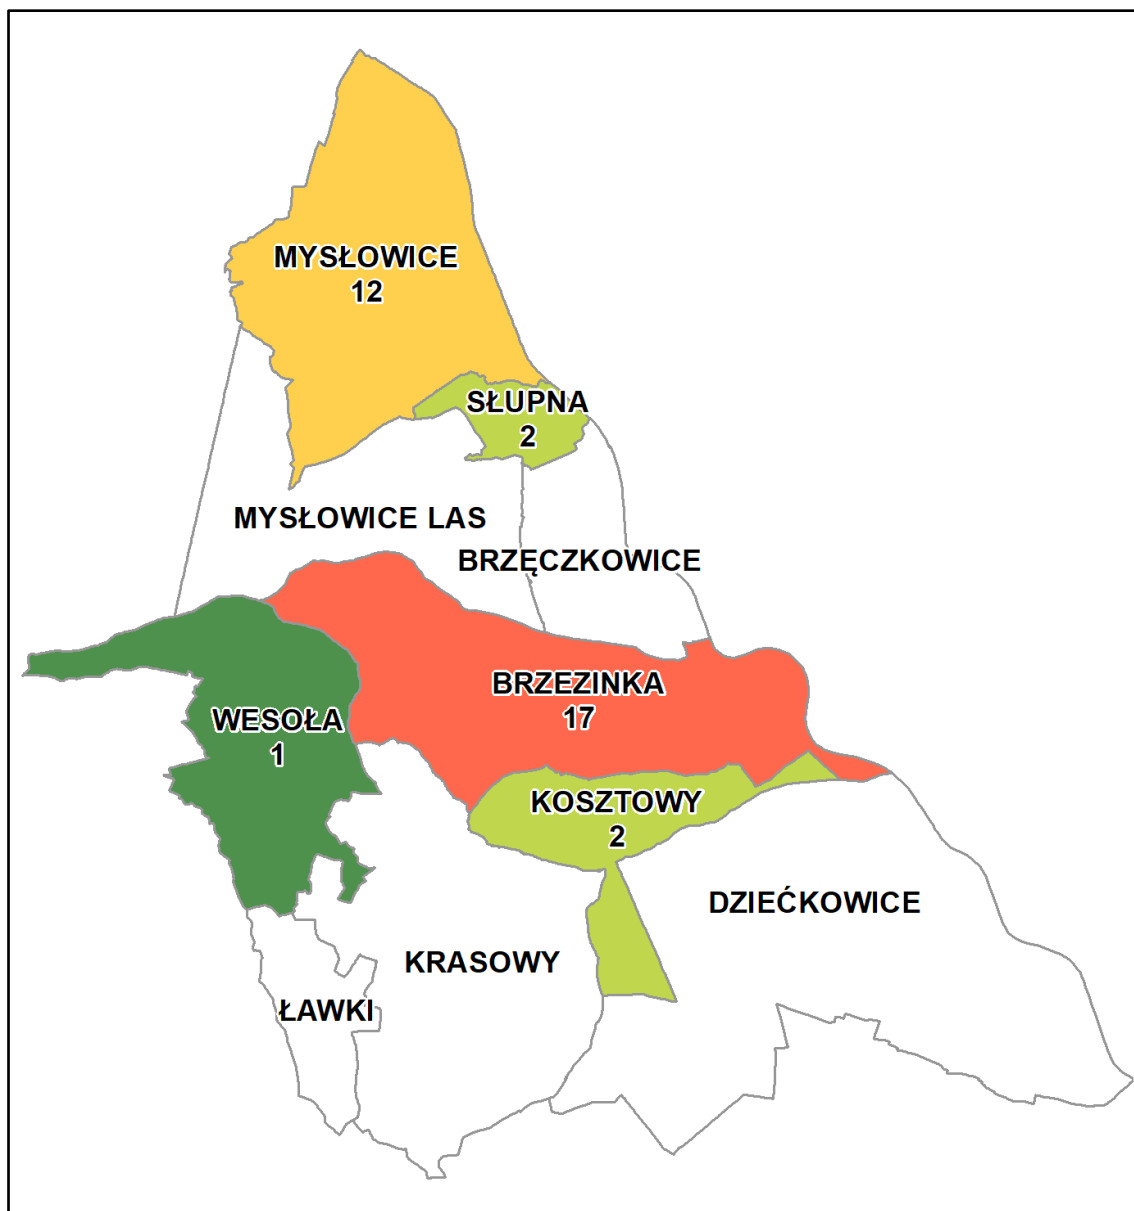 MYSŁOWICE
12
SŁUPNA
2
MYSŁOWICE LAS
BRZĘCZKOWICE
BRZEZINKA
17
WESOŁA
1
KOSZTOWY
2
DZIEĆKOWICE
KRASOWY
ŁAWKI